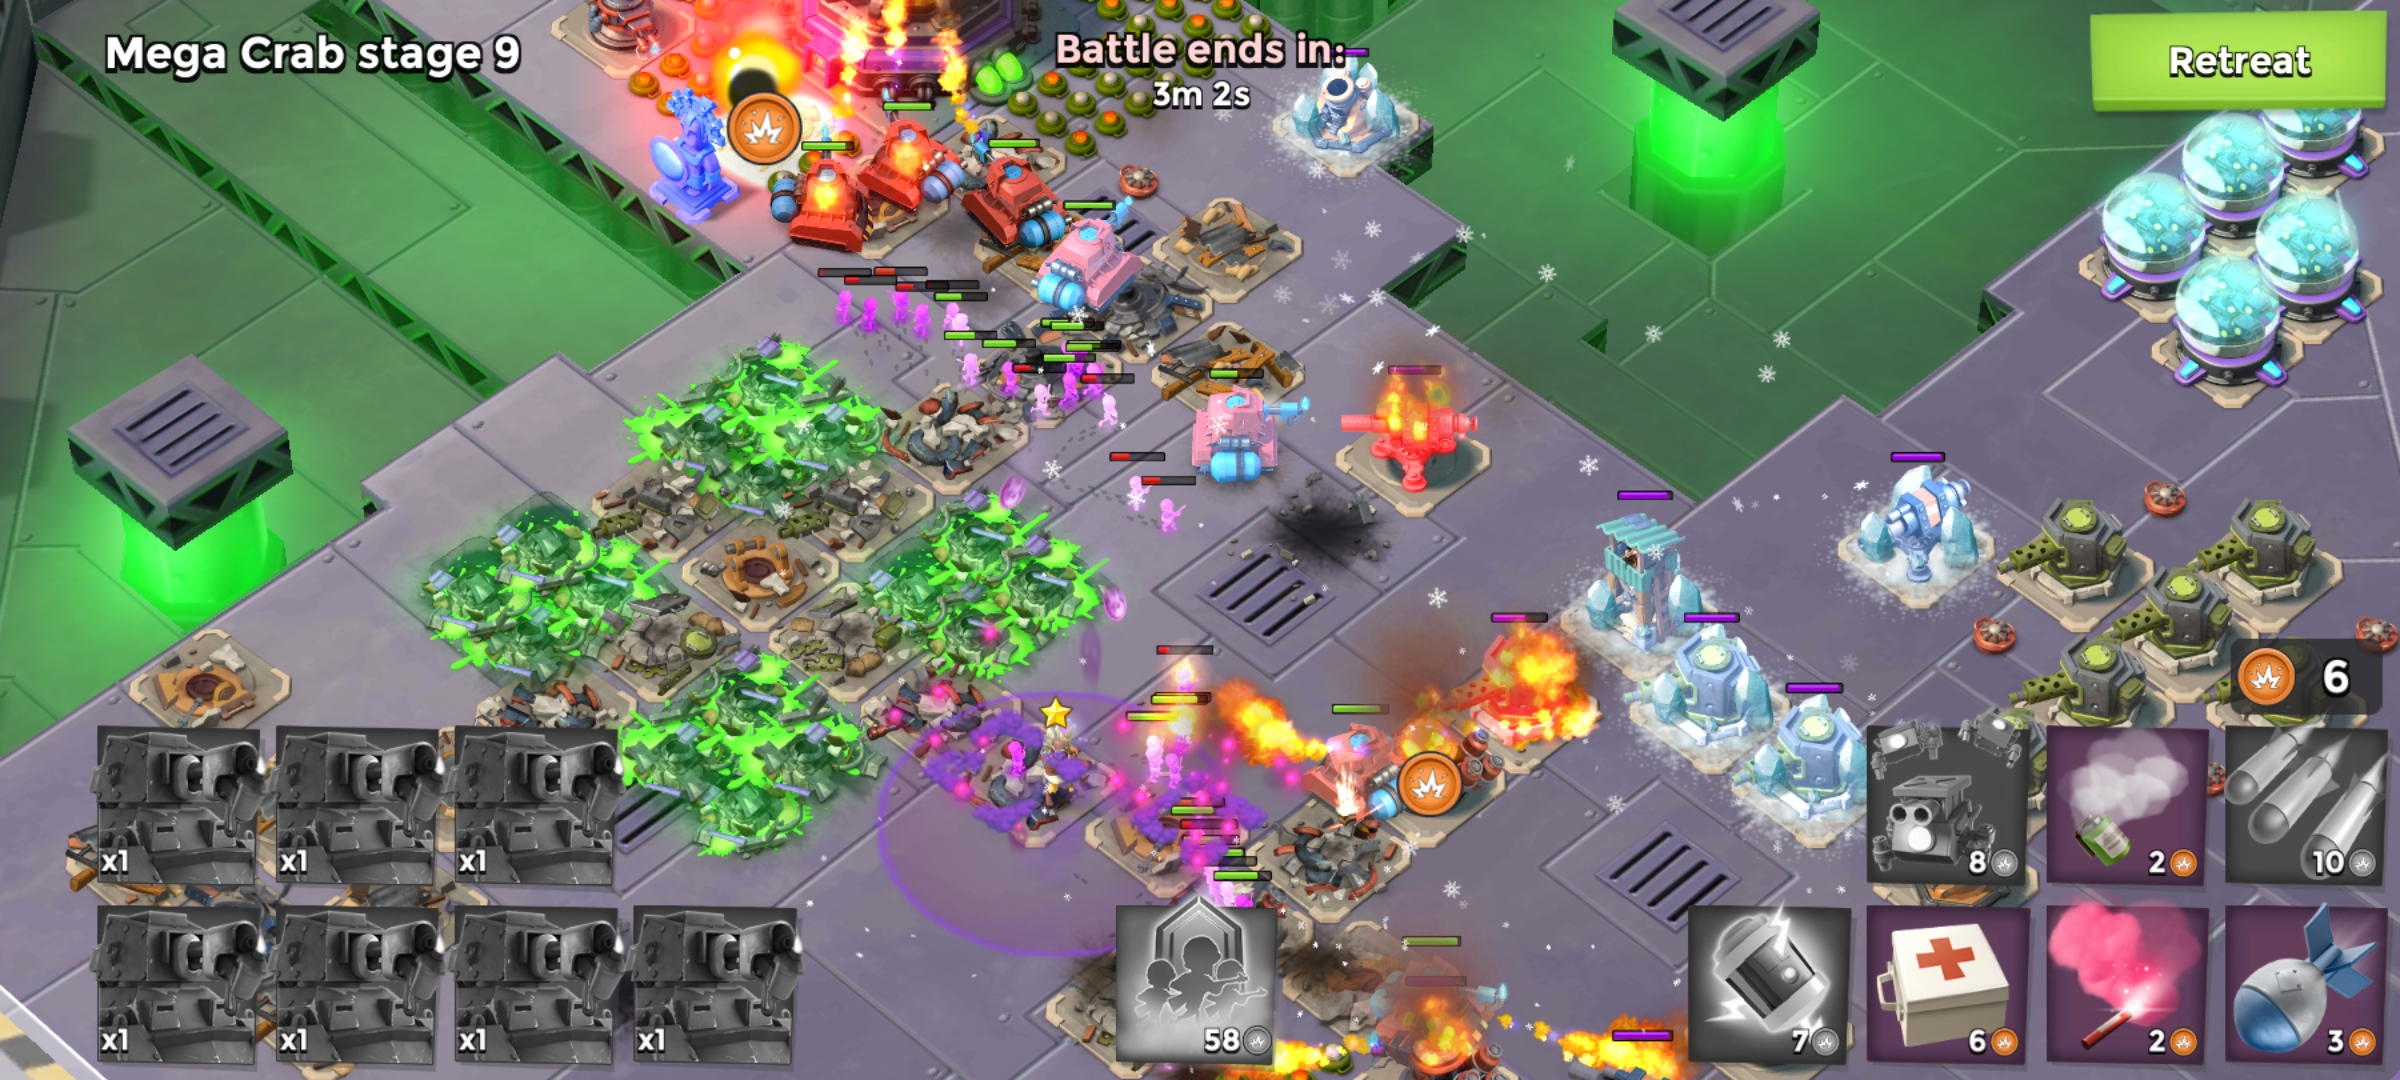 Mega Crab stage 9
Battle ends in:
3m 2s
Retreat
6
x1
x1
x1
8
2
10
x1
x1
x1
x1
58
7
6
2
3